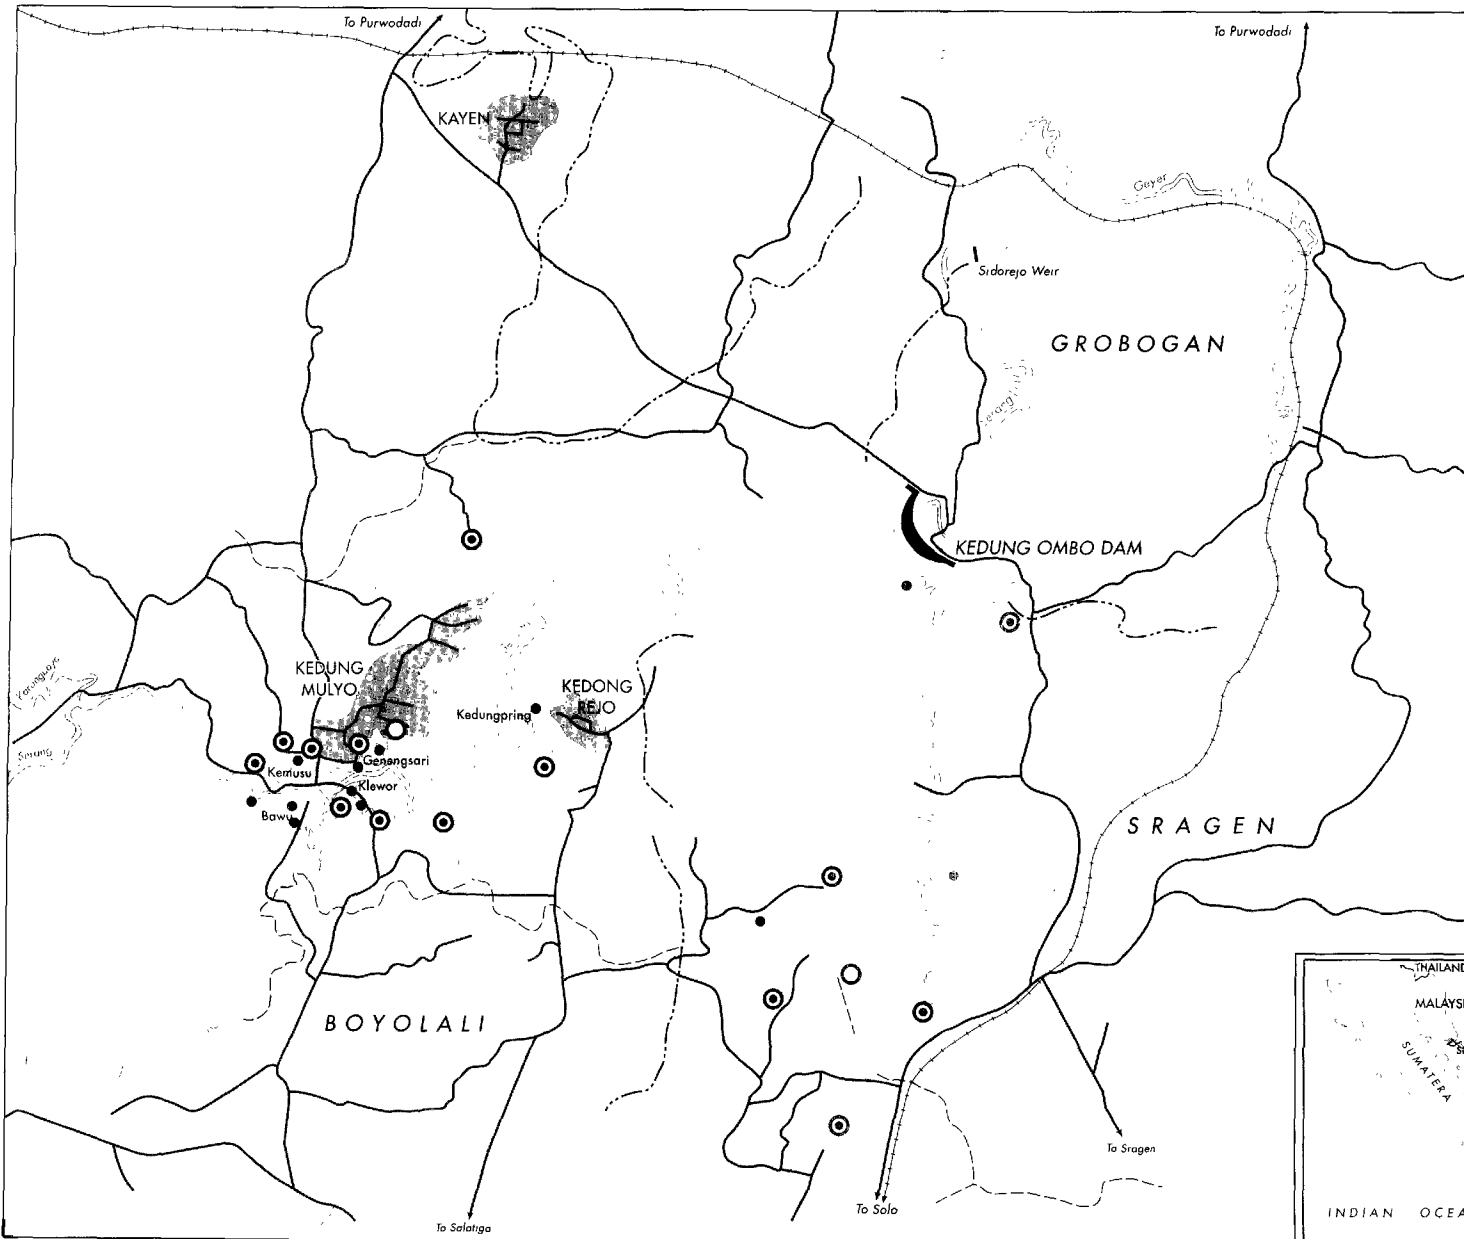 To Purwodadi
To Purwodadi
KAYEN
Geyer
Sidorejo Weir
GROBOGAN
KEDUNG OMBO DAM
KEDUNG
MULYO
KEDONG
REJO
Kedungpring
Serang
Genengsari
Kemusu
Klewor
Bawu
SRAGEN
BOYOLALI
THAILAND
MALAYSI
SUMATERA
To Sragen
To Solo
To Salatiga
INDIAN OCEA